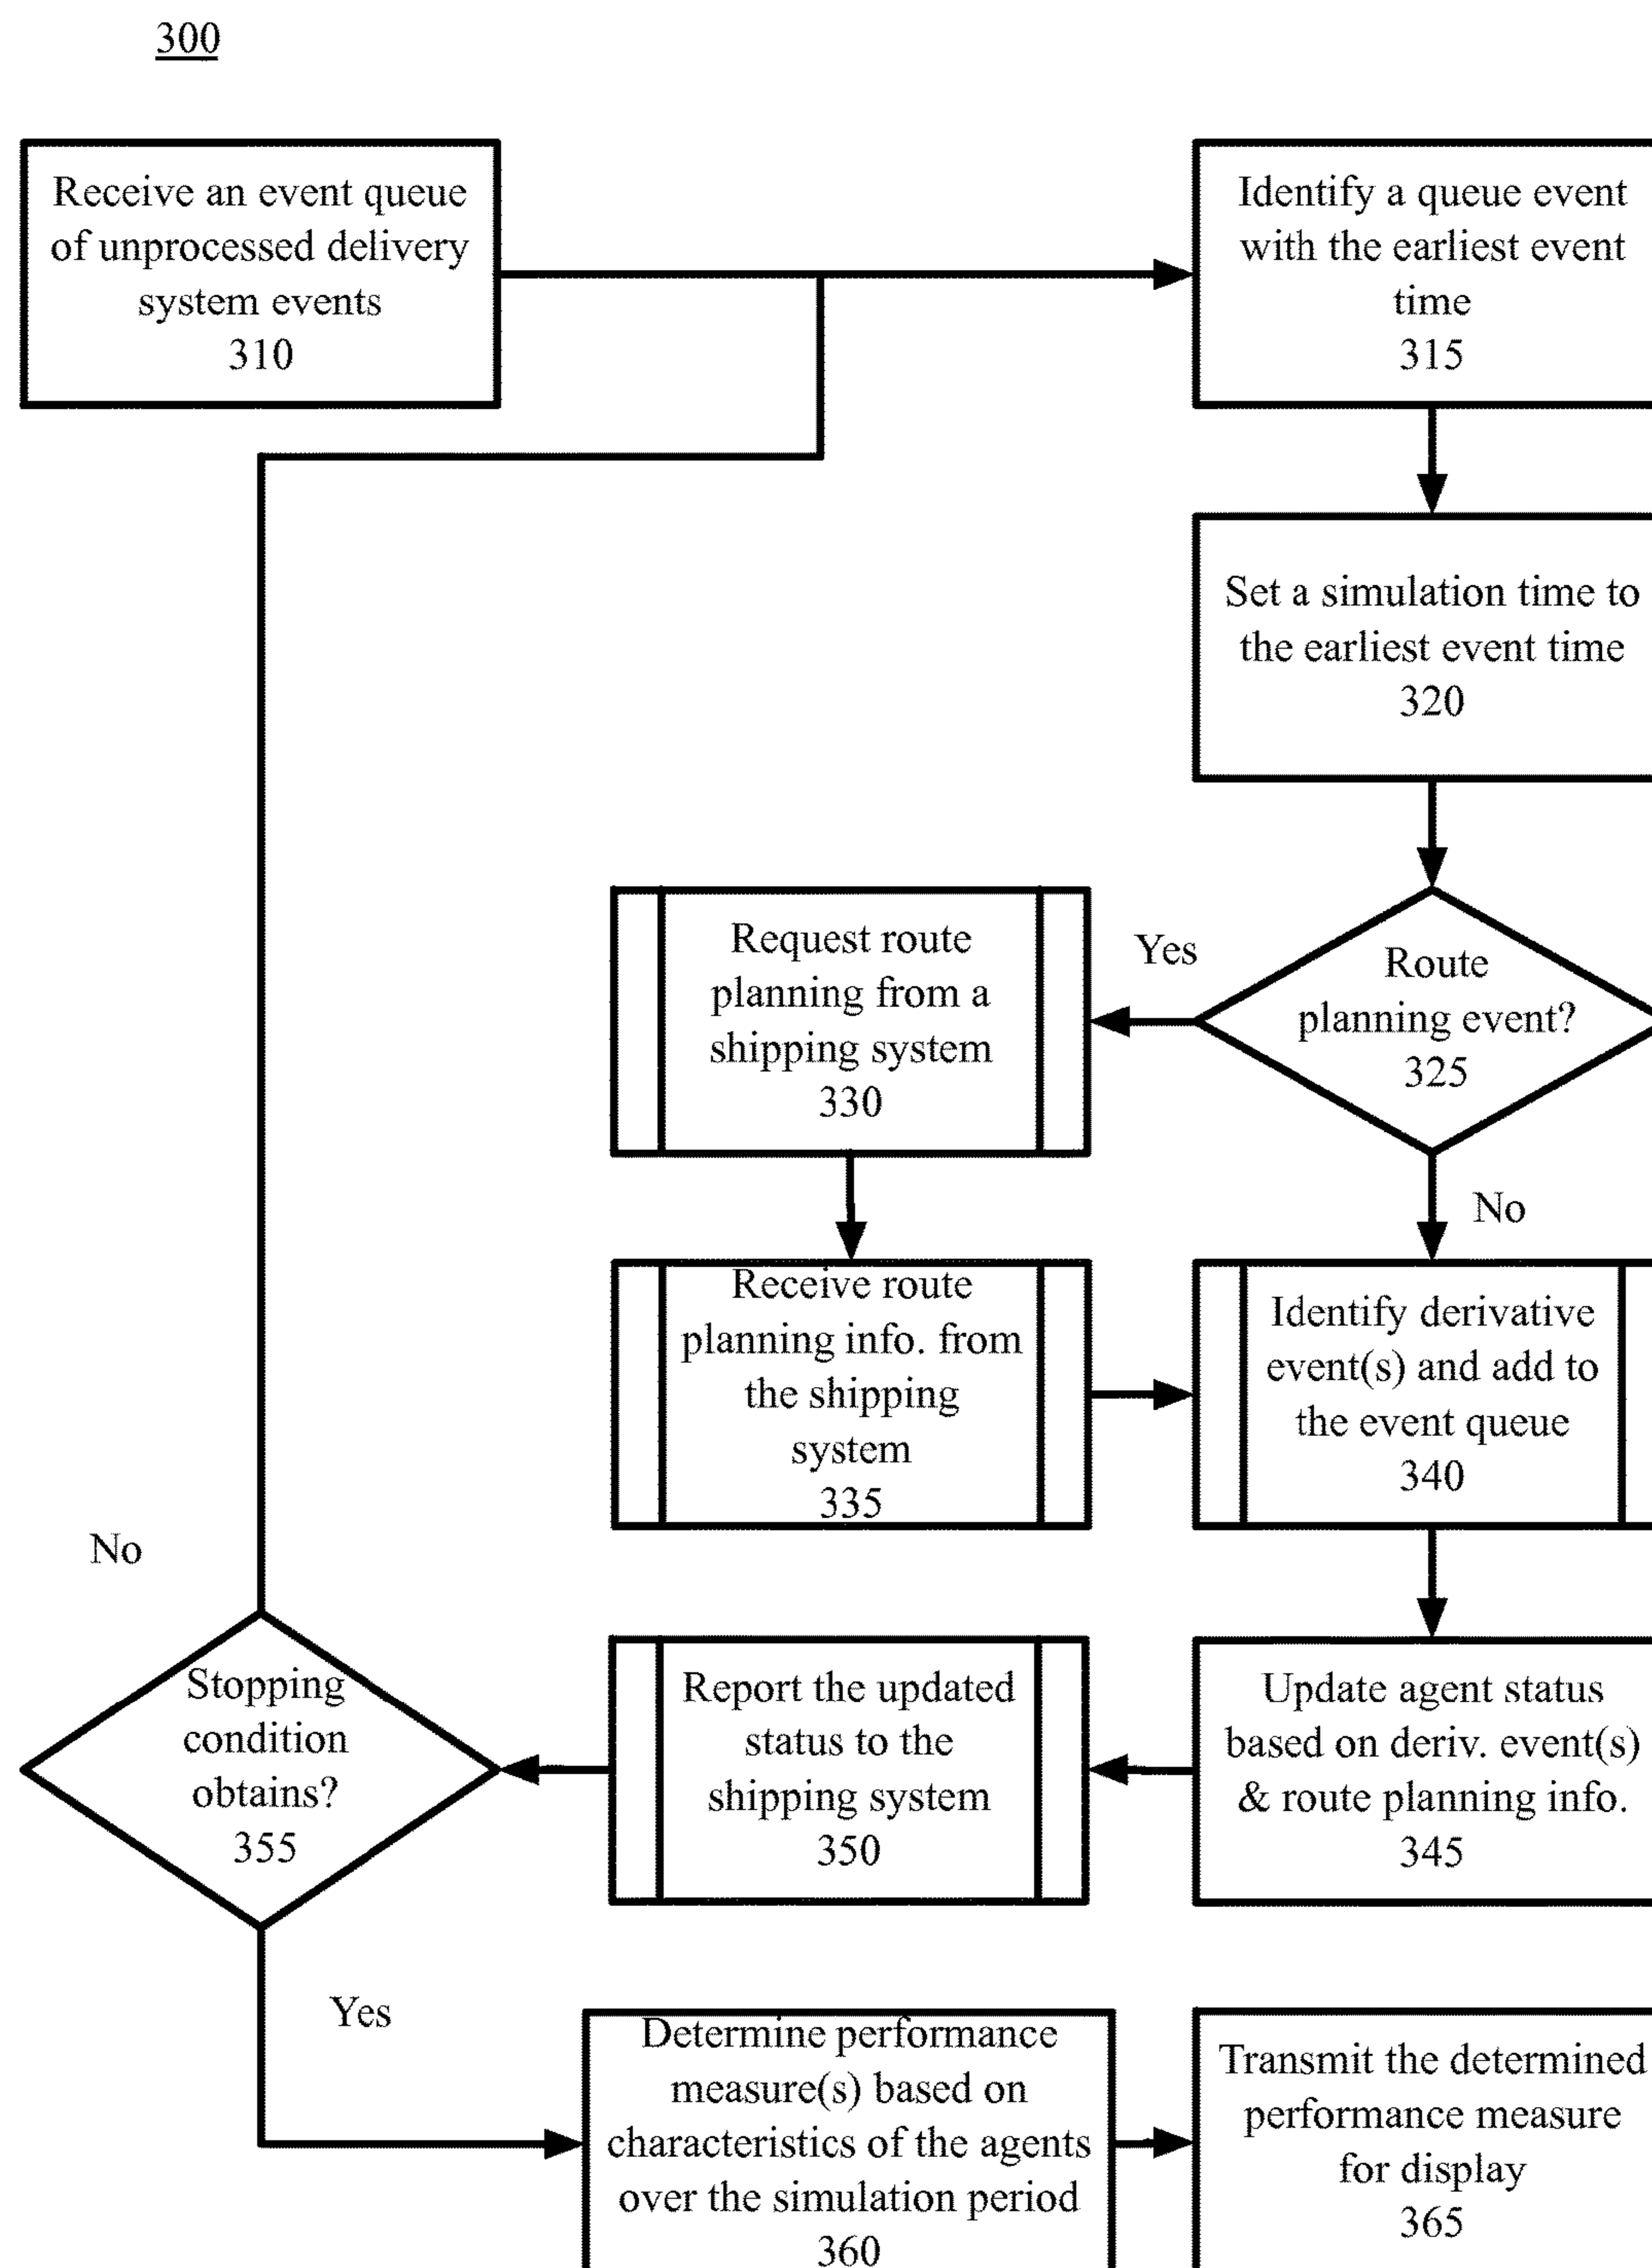 300
Receive an event queue
of unprocessed delivery
system events
310
Identify a queue event
with the earliest event
time
315
Set a simulation time to
the earliest event time
320
Route
planning event?
325
Yes
No
Request route
planning from a
shipping system
330
Receive route
planning info. from
the shipping
system
335
Identify derivative
event(s) and add to
the event queue
340
Update agent status
based on deriv. event(s)
& route planning info.
345
Report the updated
status to the
shipping system
350
Stopping
condition
obtains?
355
No
Yes
Determine performance
measure(s) based on
characteristics of the agents
over the simulation period
360
Transmit the determined
performance measure
for display
365